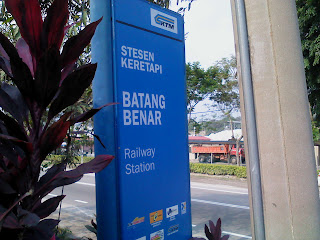 KTM
STESEN
KERETAPI
BATANG
BENAR
Railway
Station